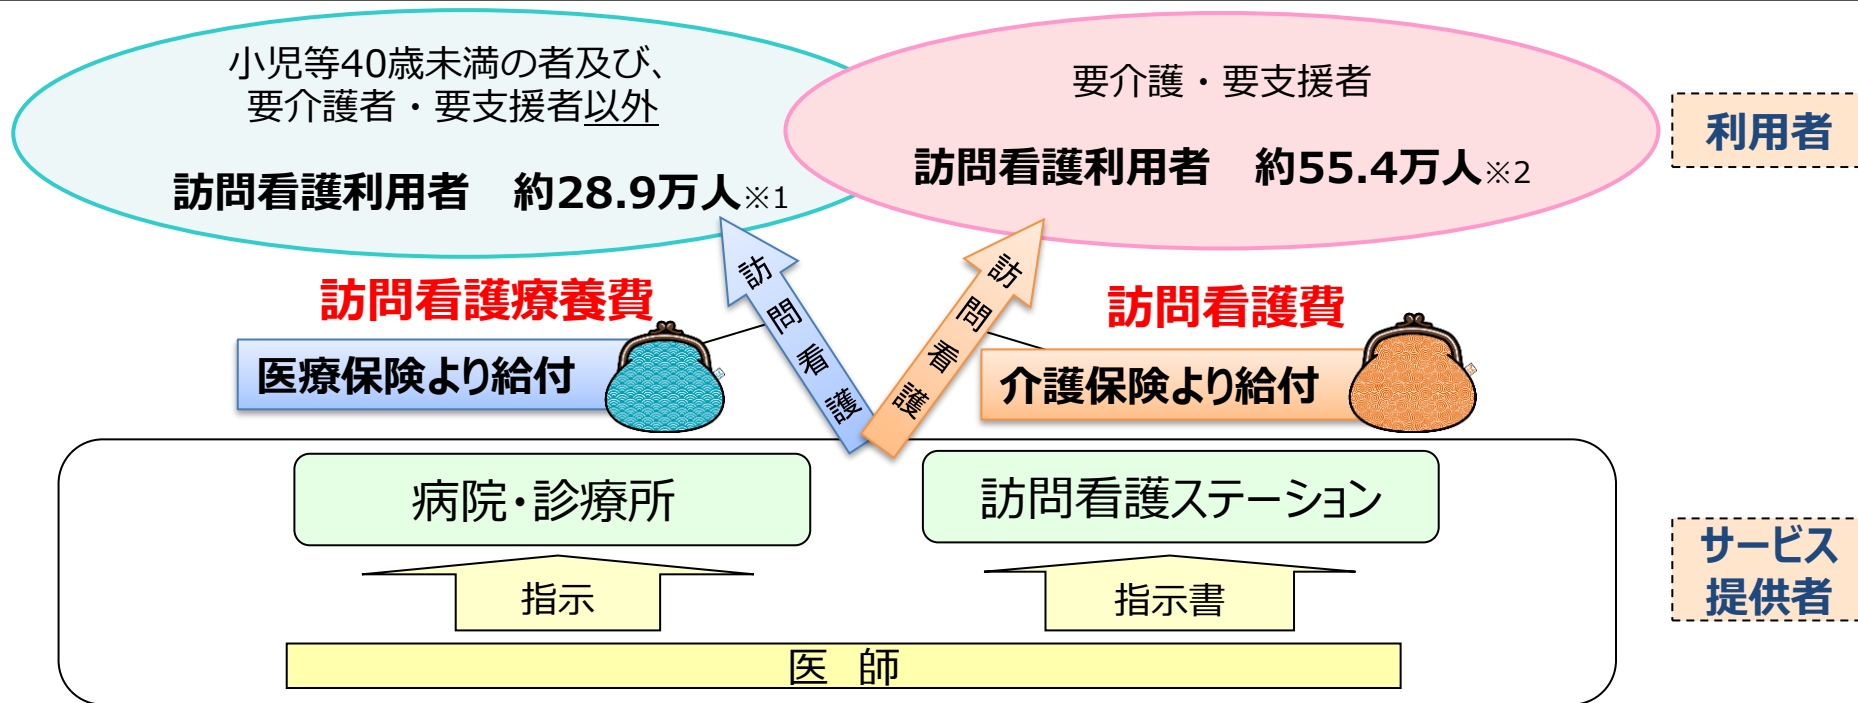 小児等40歳未満の者及び、
要介護者・要支援者以外
訪問看護利用者　約28.9万人※1
要介護・要支援者
訪問看護利用者　約55.4万人※2
利用者
訪問看護療養費
医療保険より給付
訪問看護
訪問看護
訪問看護費
介護保険より給付
病院・診療所
訪問看護ステーション
指示
指示書
医 師
サービス
提供者